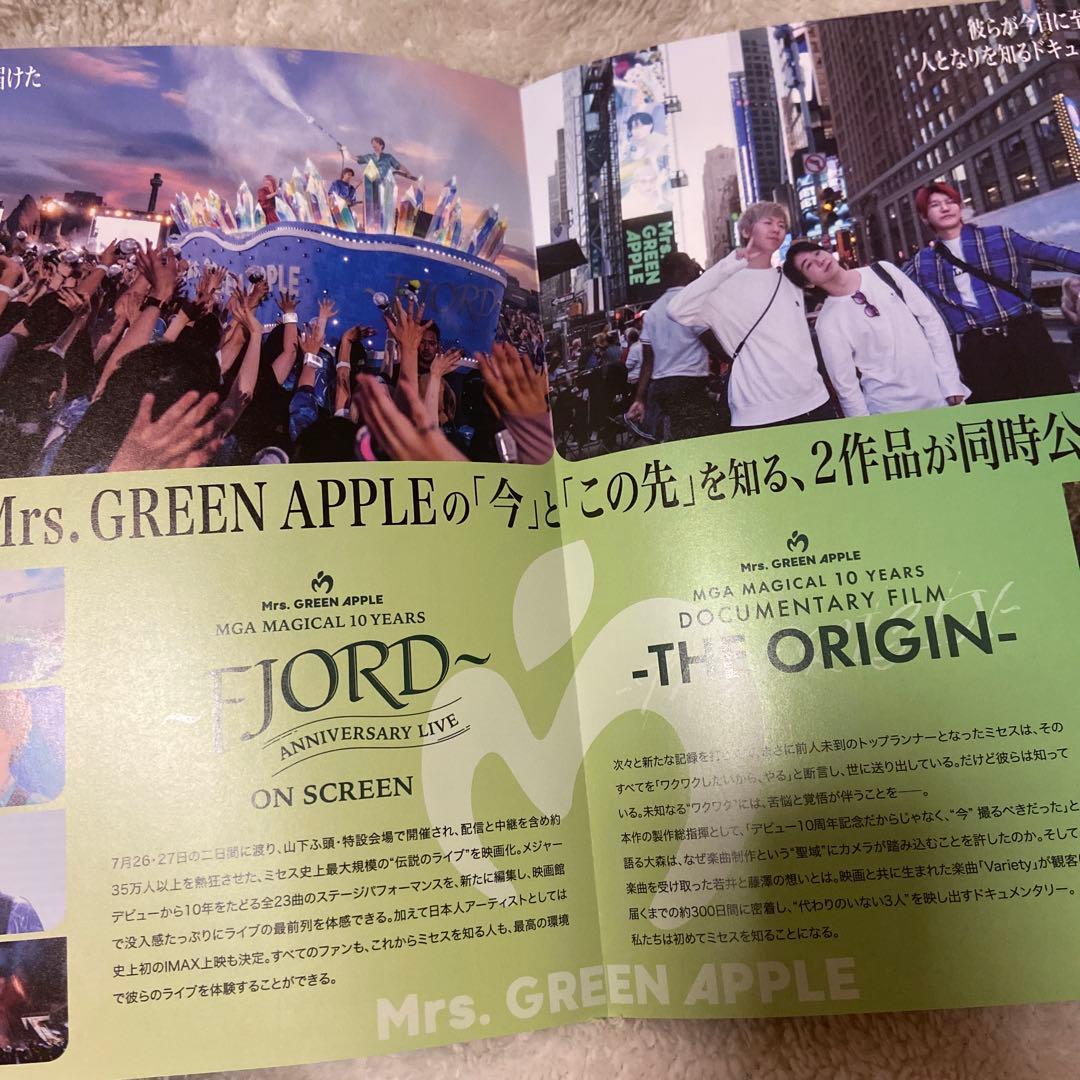 届けた
彼らが今日に至
人となりを知るドキュ
APPLE
FJORD
Mrs.
GREEN
APPLE
Mrs. GREEN APPLEの「今」と「この先」を知る、2作品が同時公
Mrs. GREEN APPLE
MGA MAGICAL 10 YEARS
~FJORD~
ANNIVERSARY LIVE
ON SCREEN
7月26・27日の二日間に渡り、山下ふ頭・特設会場で開催され、配信と中継を含め約
35万人以上を熱狂させた、ミセス史上最大規模の“伝説のライブ”を映画化。メジャー
デビューから10年をたどる全23曲のステージパフォーマンスを、新たに編集し、映画館
で没入感たっぷりにライブの最前列を体感できる。加えて日本人アーティストとしては
史上初のIMAX上映も決定。すべてのファンも、これからミセスを知る人も、最高の環境
で彼らのライブを体験することができる。
Mrs. GREEN APPLE
MGA MAGICAL 10 YEARS
DOCUMENTARY FILM
-THE ORIGIN-
次々と新たな記録を打 まさに前人未到のトップランナーとなったミセスは、その
すべてを「ワクワクしたいから、やる」と断言し、世に送り出している。だけど彼らは知って
いる。未知なる“ワクワク”には、苦悩と覚悟が伴うことを――。
本作の製作総指揮として、「デビュー10周年記念だからじゃなく、“今” 撮るべきだった」と
語る大森は、なぜ楽曲制作という“聖域”にカメラが踏み込むことを許したのか。そして
楽曲を受け取った若井と藤澤の想いとは。映画と共に生まれた楽曲「Variety」が観客に
届くまでの約300日間に密着し、“代わりのいない3人”を映し出すドキュメンタリー。
私たちは初めてミセスを知ることになる。
Mrs. GREEN APPLE